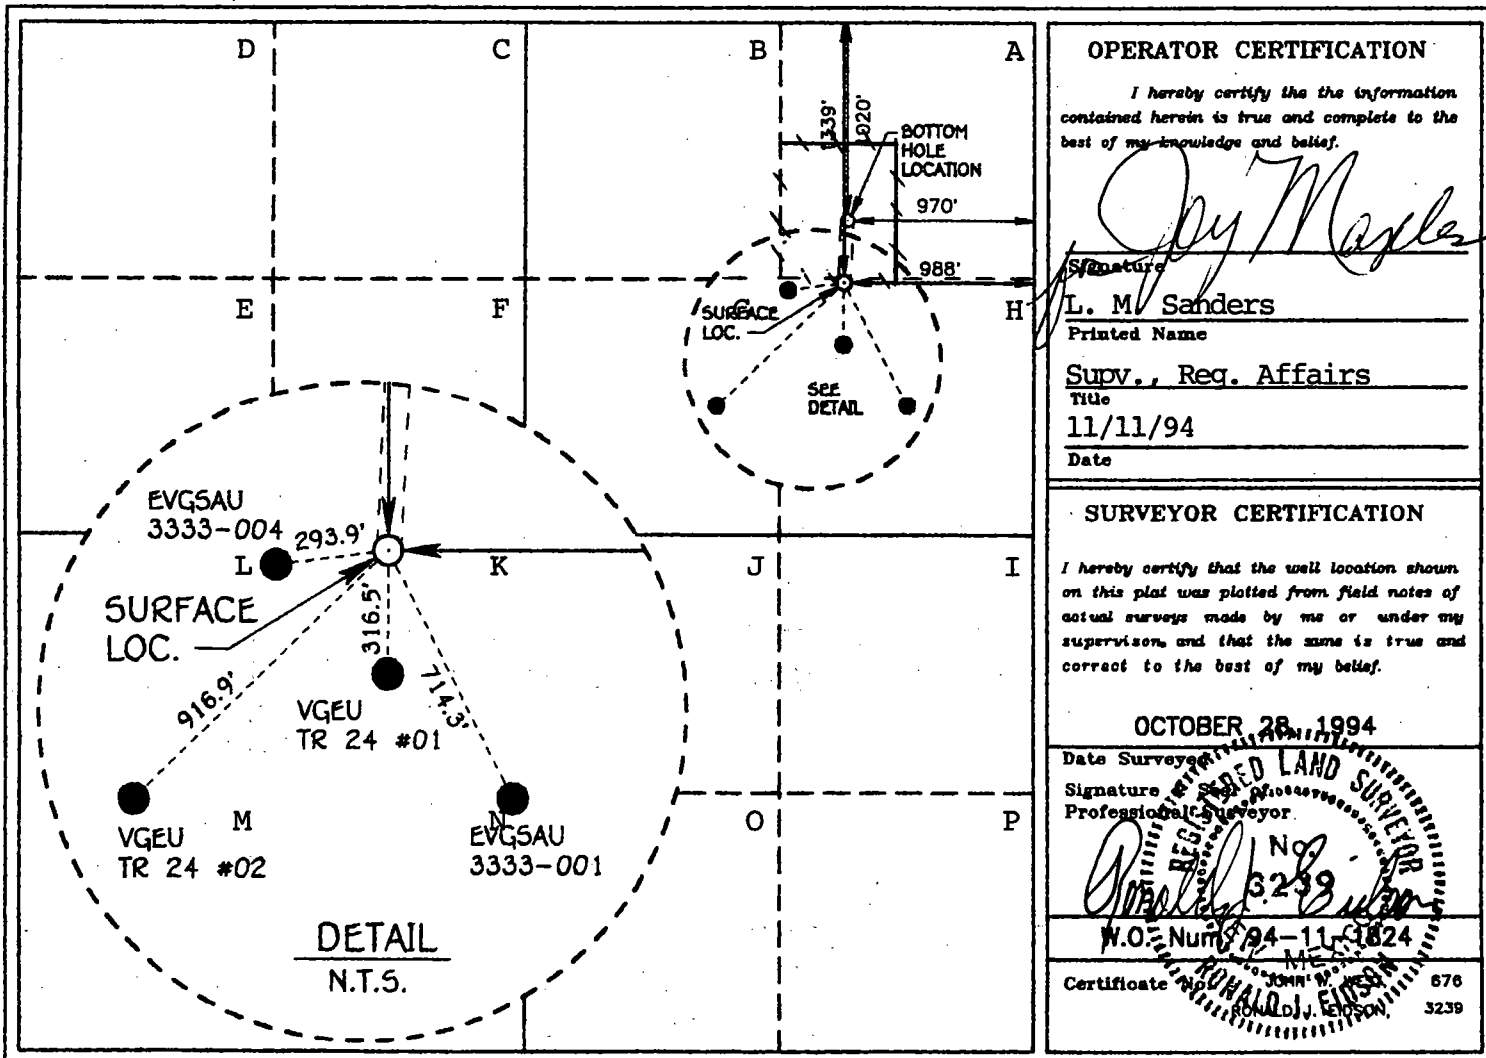 D
C
B
A
1339'
1020'
BOTTOM
HOLE
LOCATION
970'
988'
E
F
G
H
SURFACE
LOC.
SEE
DETAIL
EVGSAU
3333-004
293.9'
L
K
J
I
SURFACE
LOC.
316.5'
916.9'
714.3'
VGEU
TR 24 #01
M
N
O
P
VGEU
TR 24 #02
EVGSAU
3333-001
DETAIL
N.T.S.
OPERATOR CERTIFICATION
I hereby certify the the information
contained herein is true and complete to the
best of my knowledge and belief.
Signature
L. M. Sanders
Printed Name
Supv., Reg. Affairs
Title
11/11/94
Date
SURVEYOR CERTIFICATION
I hereby certify that the well location shown
on this plat was plotted from field notes of
actual surveys made by me or under my
supervison, and that the same is true and
correct to the best of my belief.
OCTOBER 28, 1994
Date Surveyed
Signature & Seal of
Professional Surveyor
REGISTERED LAND SURVEYOR
No.
3239
RONALD J. EIDSON
W.O. Num. 94-11-1824
Certificate No. JOHN W. WEST, 676
RONALD J. EIDSON, 3239